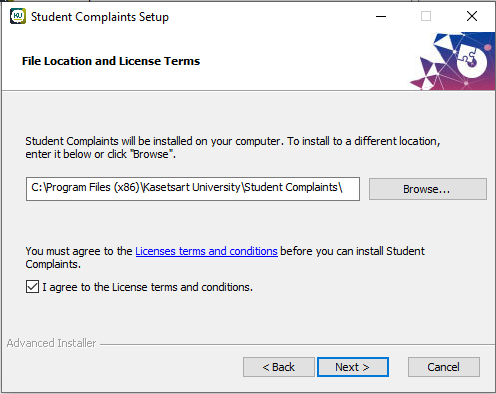 KU Student Complaints Setup
File Location and License Terms
Student Complaints will be installed on your computer. To install to a different location,
enter it below or click "Browse".
C:\Program Files (x86)\Kasetsart University\Student Complaints\
Browse...
You must agree to the Licenses terms and conditions before you can install Student
Complaints.
I agree to the License terms and conditions.
Advanced Installer
< Back
Next >
Cancel